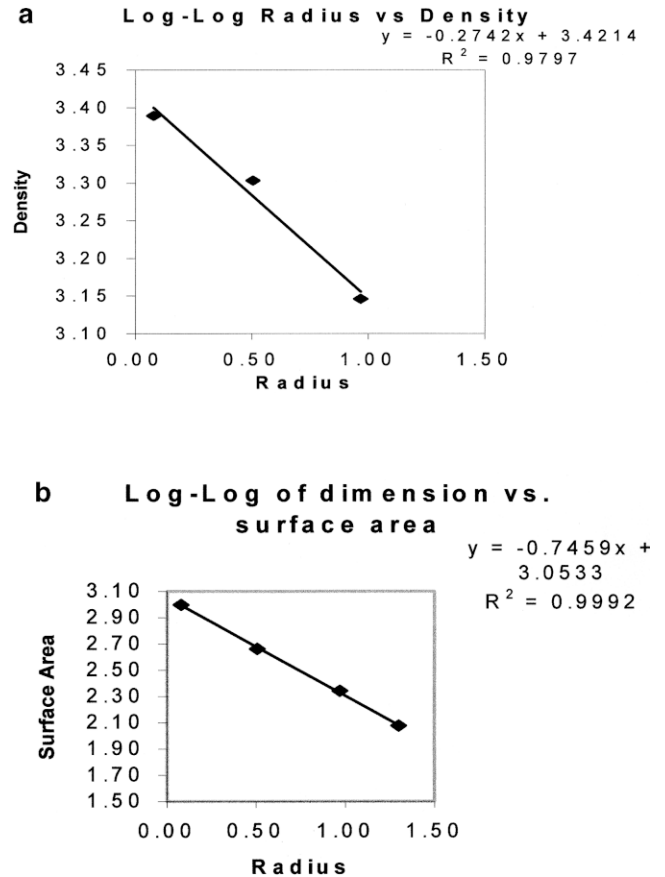 a
Log-Log Radius vs Density
y = -0.2742x + 3.4214
R² = 0.9797
3.45
3.40
3.35
3.30
3.25
3.20
3.15
3.10
Density
0.00 0.50 1.00 1.50
Radius
b
Log-Log of dimension vs.
surface area
y = -0.7459x +
3.0533
R² = 0.9992
3.10
2.90
2.70
2.50
2.30
2.10
1.90
1.70
1.50
Surface Area
0.00 0.50 1.00 1.50
Radius